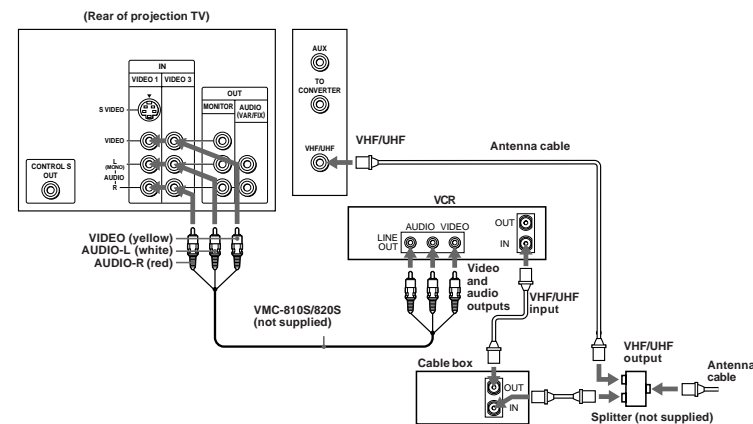 (Rear of projection TV)
IN
VIDEO 1 VIDEO 3
S VIDEO
OUT
MONITOR AUDIO
(VAR/FIX)
VIDEO
L
(MONO)
AUDIO
R
CONTROL S
OUT
AUX
TO
CONVERTER
VHF/UHF
VHF/UHF
Antenna cable
VCR
AUDIO VIDEO
LINE
OUT
OUT
IN
VIDEO (yellow)
AUDIO-L (white)
AUDIO-R (red)
Video
and
audio
outputs
VHF/UHF
input
VMC-810S/820S
(not supplied)
Cable box
OUT
IN
VHF/UHF
output
Antenna
cable
Splitter (not supplied)